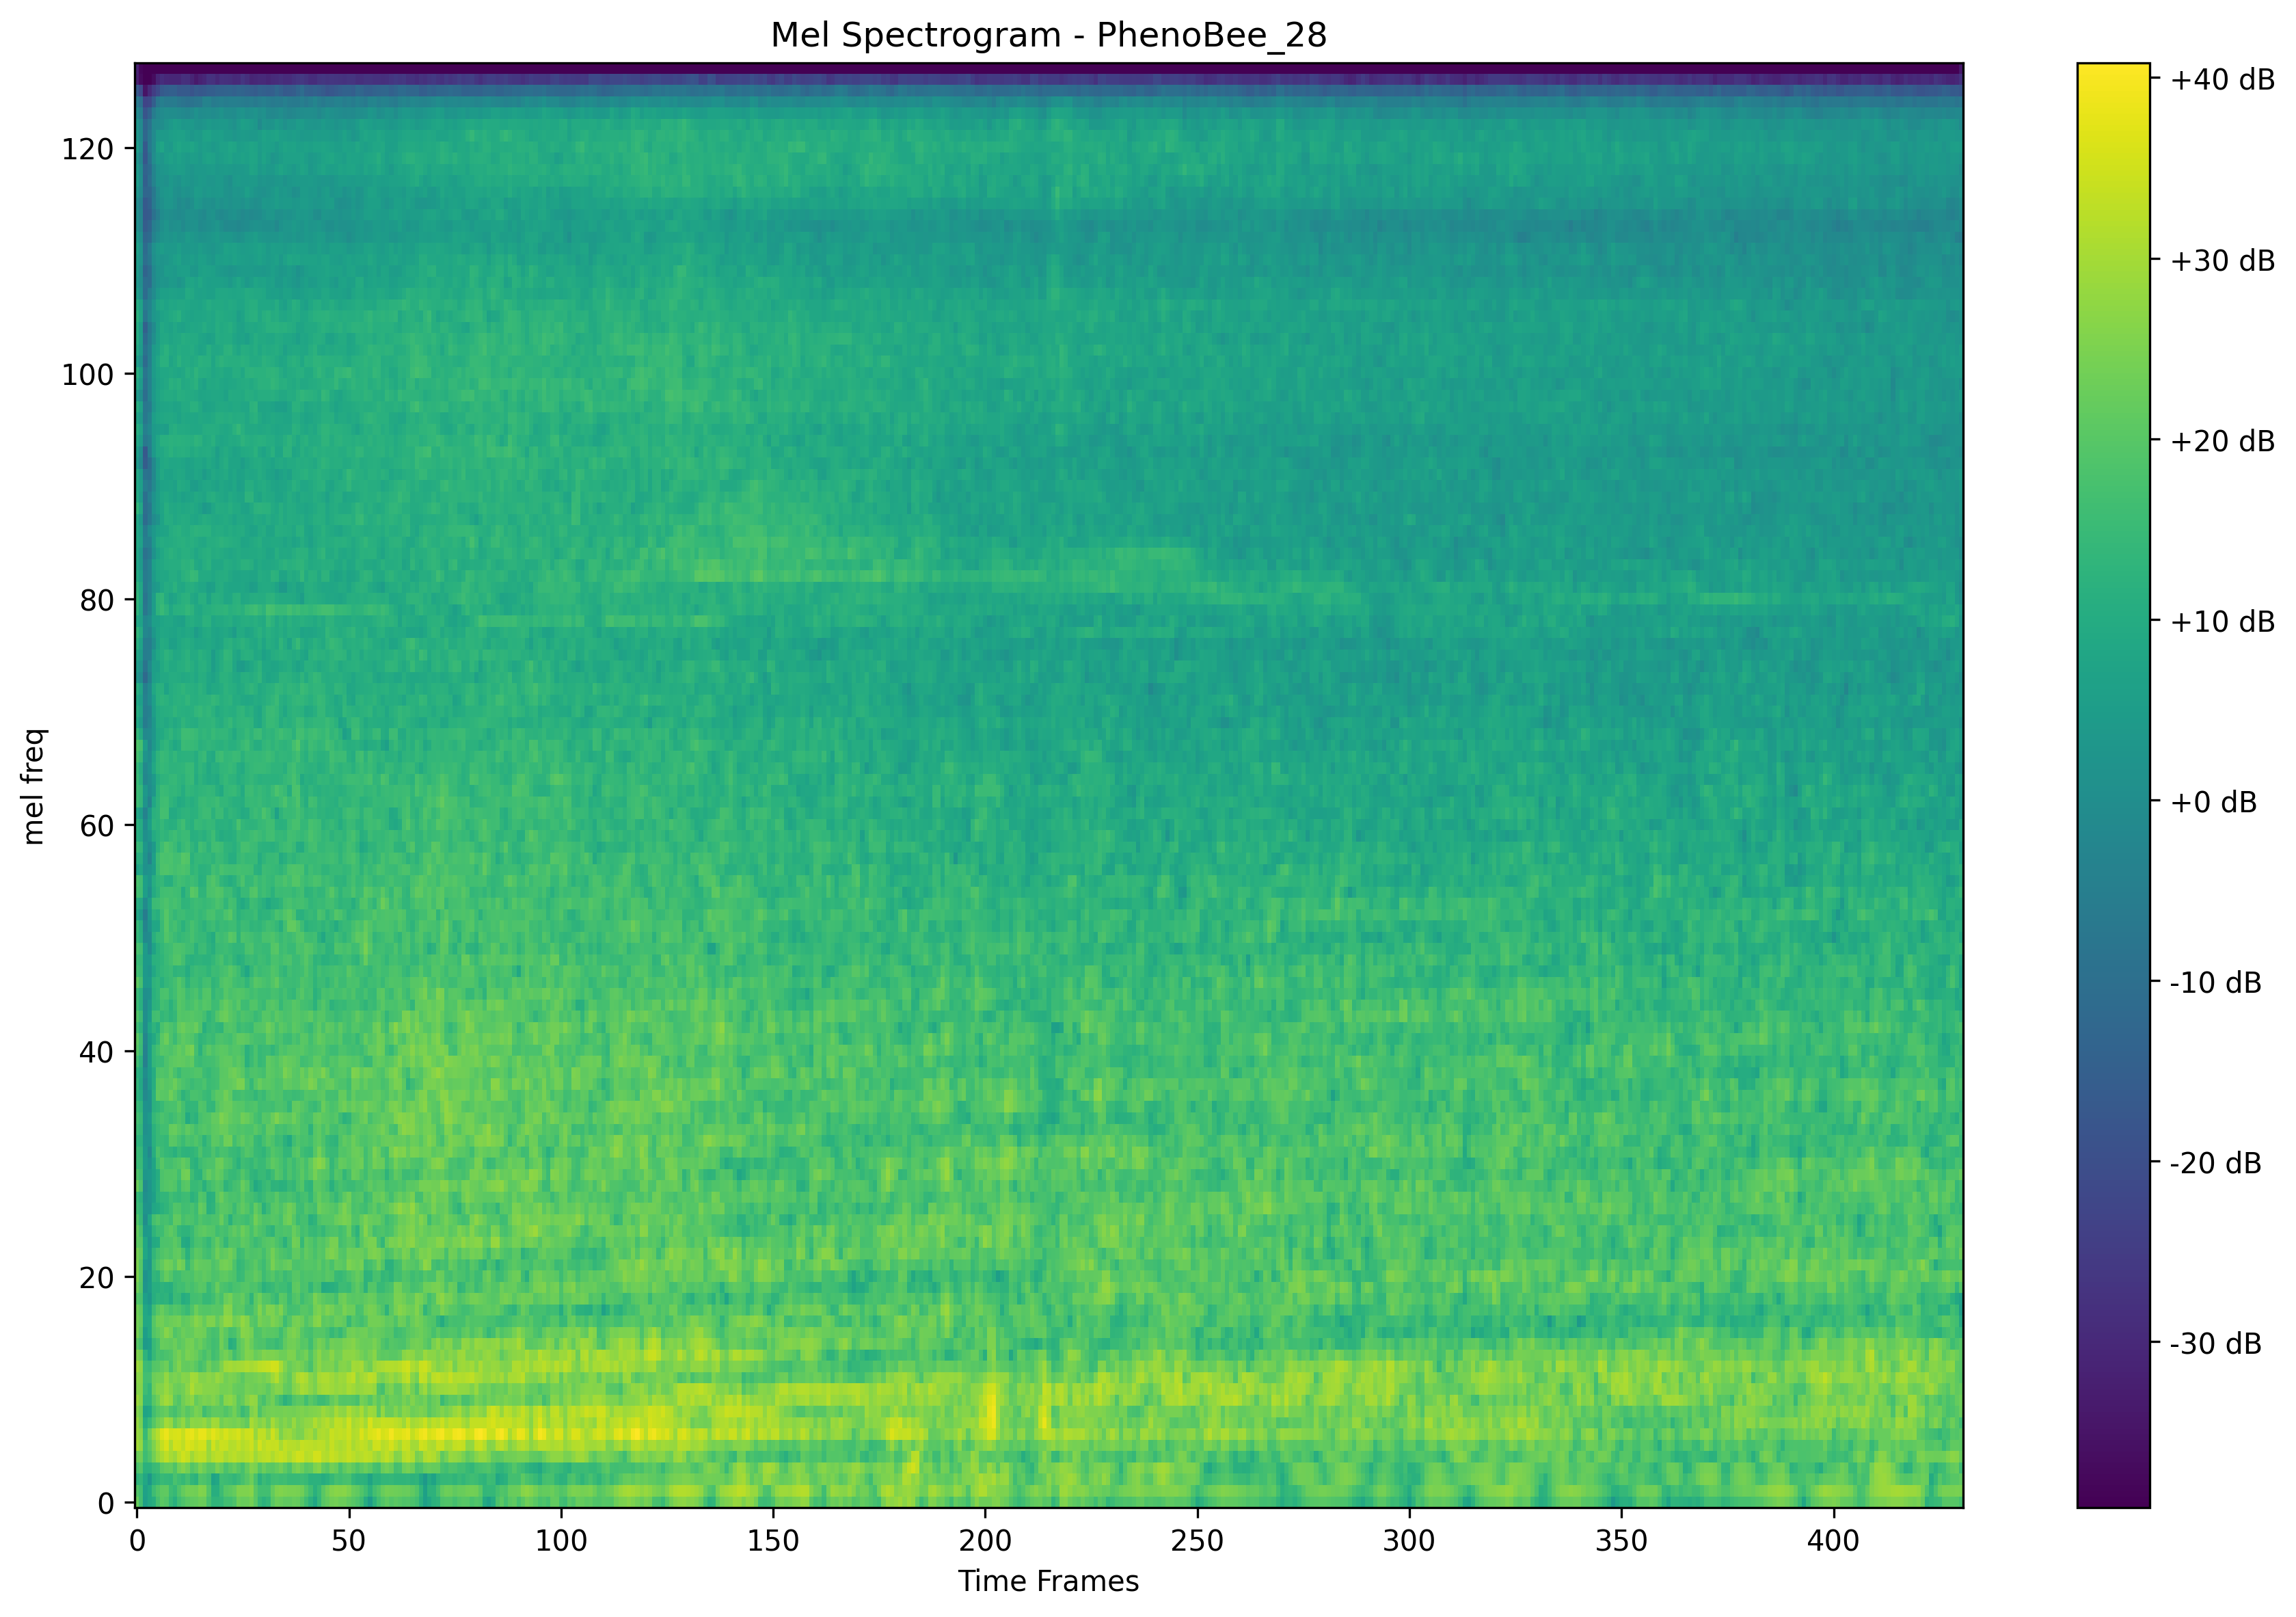 Mel Spectrogram - PhenoBee_28
+40 dB
120
+30 dB
100
+20 dB
80
+10 dB
mel freq
60
+0 dB
-10 dB
40
-20 dB
20
-30 dB
0
0 50 100 150 200 250 300 350 400
Time Frames